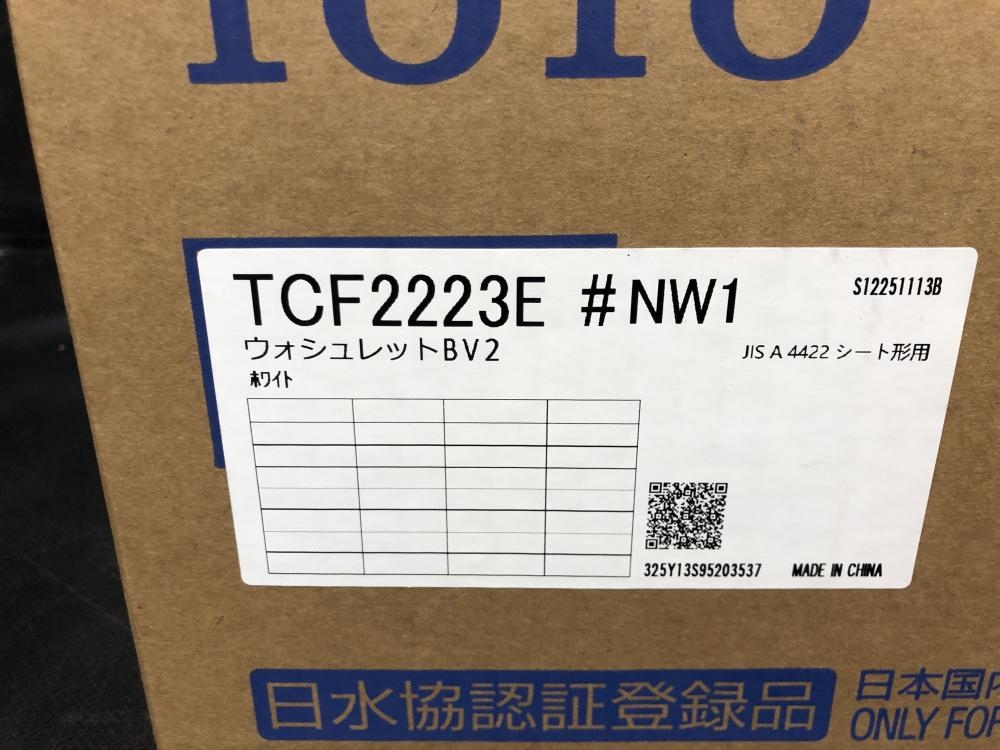 TOTO
TCF2223E #NW1
S12251113B
ウォシュレットBV2
JIS A 4422 シート形用
ホワイト
325Y13S95203537
MADE IN CHINA
日水協認証登録品
日本国内
ONLY FOR